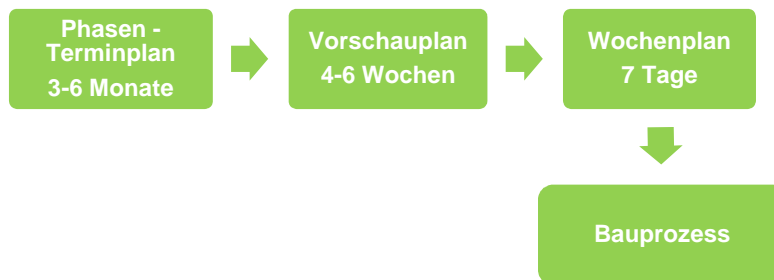 Phasen -
Terminplan
3-6 Monate
Vorschauplan
4-6 Wochen
Wochenplan
7 Tage
Bauprozess